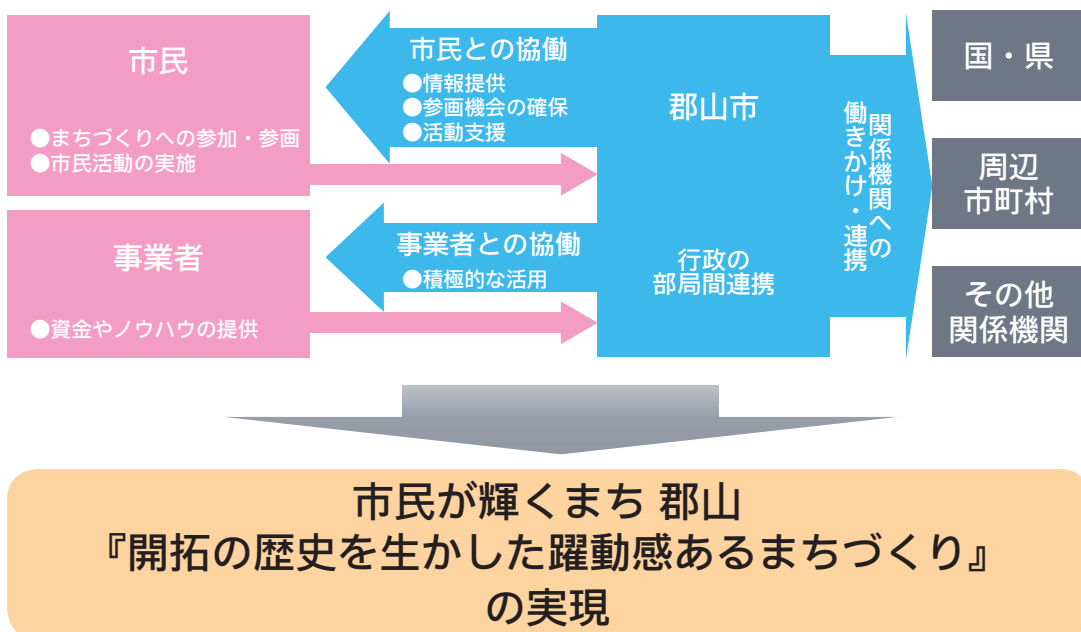 市民
●まちづくりへの参加・参画
●市民活動の実施
市民との協働
●情報提供
●参画機会の確保
●活動支援
事業者
●資金やノウハウの提供
事業者との協働
●積極的な活用
郡山市
行政の
部局間連携
関係機関への
働きかけ・連携
国・県
周辺
市町村
その他
関係機関
市民が輝くまち 郡山
『開拓の歴史を生かした躍動感あるまちづくり』
の実現